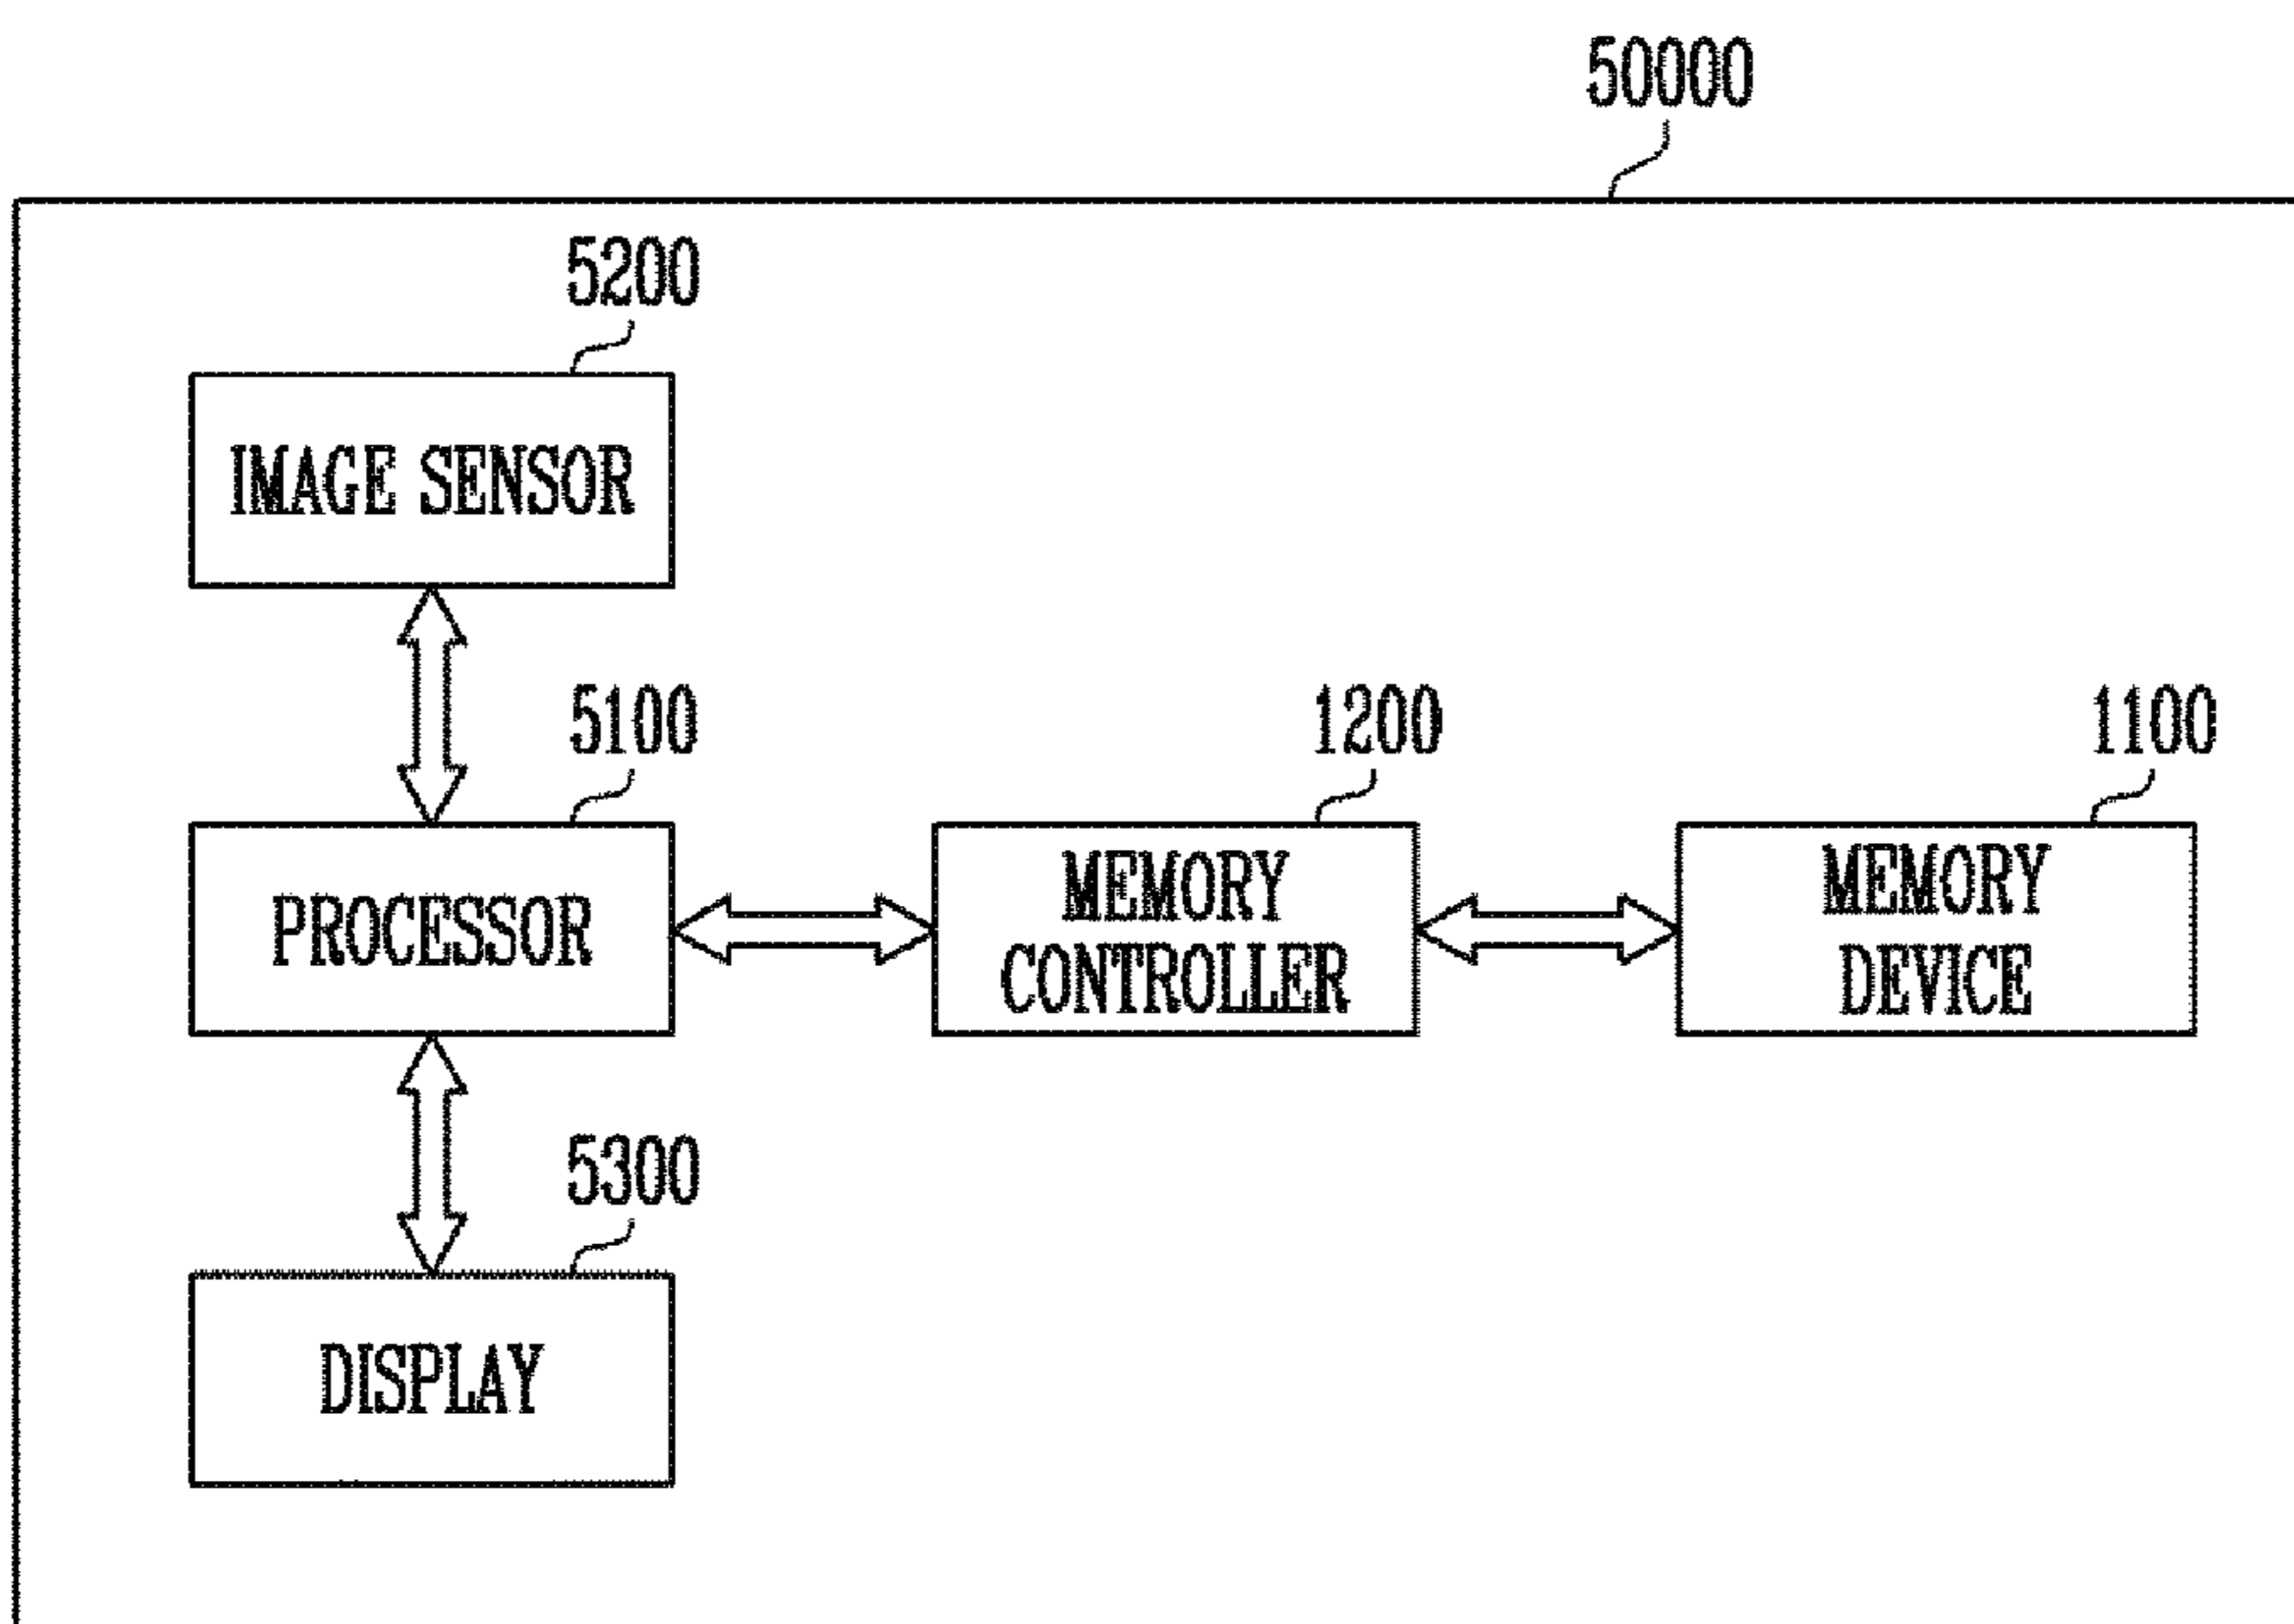 50000
5200
IMAGE SENSOR
5100
1200
1100
PROCESSOR
MEMORY
CONTROLLER
MEMORY
DEVICE
5300
DISPLAY